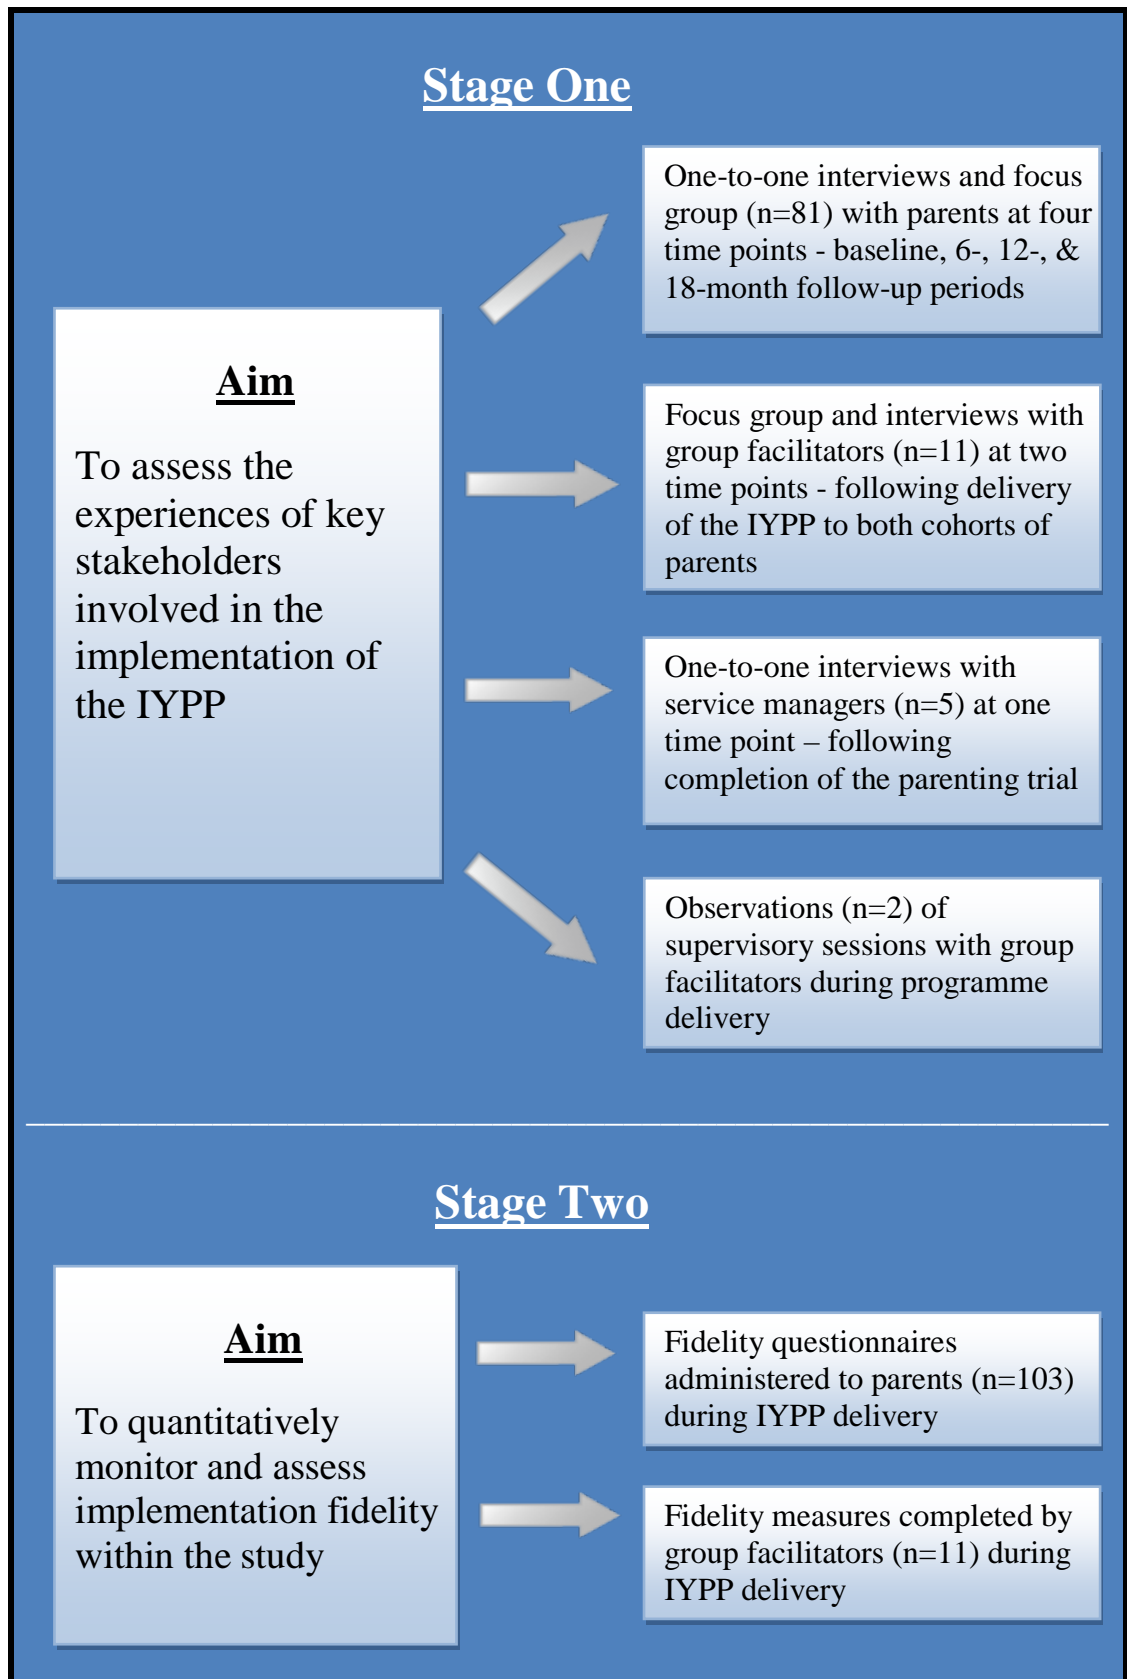 Stage One
One-to-one interviews and focus
group (n=81) with parents at four
time points - baseline, 6-, 12-, &
18-month follow-up periods
Aim
To assess the
experiences of key
stakeholders
involved in the
implementation of
the IYPP
Focus group and interviews with
group facilitators (n=11) at two
time points - following delivery
of the IYPP to both cohorts of
parents
One-to-one interviews with
service managers (n=5) at one
time point – following
completion of the parenting trial
Observations (n=2) of
supervisory sessions with group
facilitators during programme
delivery
Stage Two
Aim
To quantitatively
monitor and assess
implementation fidelity
within the study
Fidelity questionnaires
administered to parents (n=103)
during IYPP delivery
Fidelity measures completed by
group facilitators (n=11) during
IYPP delivery